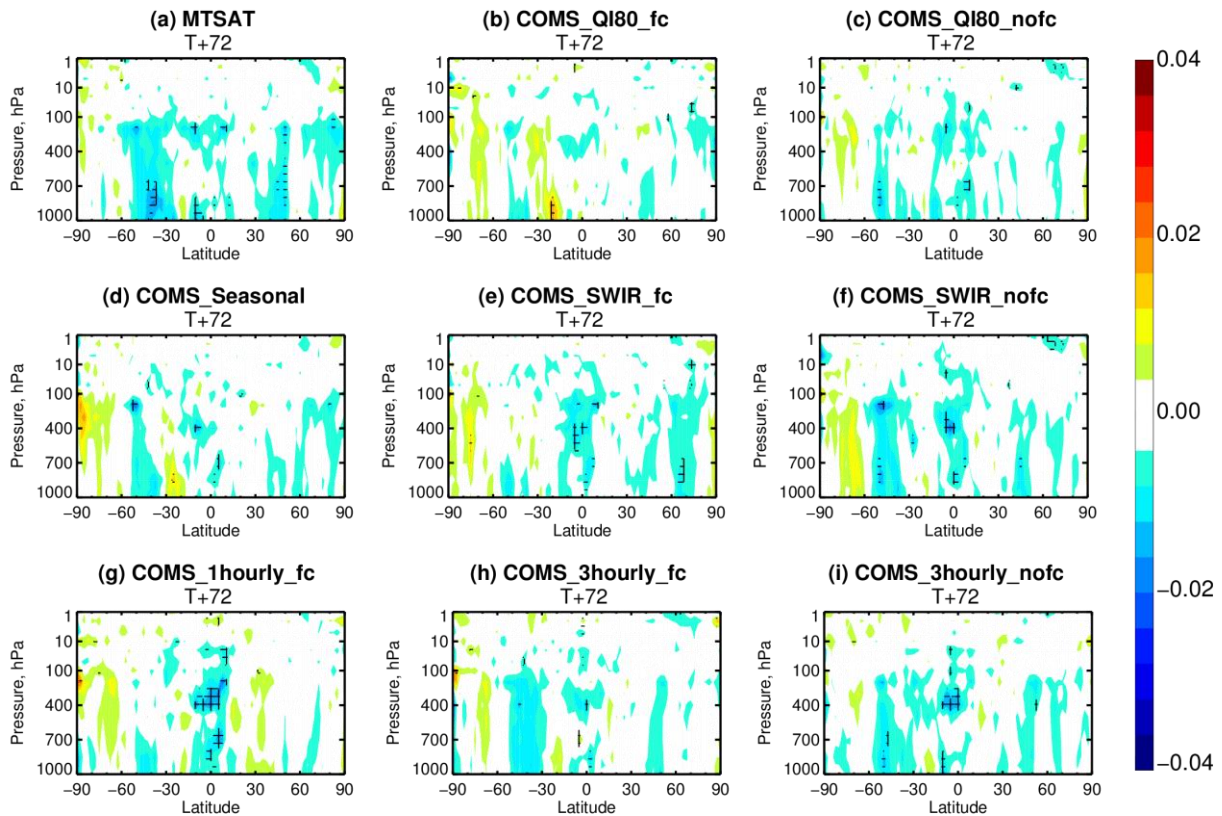 (a) MTSAT
T+72
Pressure, hPa
1
10
100
400
700
1000
−90 −60 −30 0 30 60 90
Latitude
(b) COMS_QI80_fc
T+72
Pressure, hPa
1
10
100
400
700
1000
−90 −60 −30 0 30 60 90
Latitude
(c) COMS_QI80_nofc
T+72
Pressure, hPa
1
10
100
400
700
1000
−90 −60 −30 0 30 60 90
Latitude
(d) COMS_Seasonal
T+72
Pressure, hPa
1
10
100
400
700
1000
−90 −60 −30 0 30 60 90
Latitude
(e) COMS_SWIR_fc
T+72
Pressure, hPa
1
10
100
400
700
1000
−90 −60 −30 0 30 60 90
Latitude
(f) COMS_SWIR_nofc
T+72
Pressure, hPa
1
10
100
400
700
1000
−90 −60 −30 0 30 60 90
Latitude
(g) COMS_1hourly_fc
T+72
Pressure, hPa
1
10
100
400
700
1000
−90 −60 −30 0 30 60 90
Latitude
(h) COMS_3hourly_fc
T+72
Pressure, hPa
1
10
100
400
700
1000
−90 −60 −30 0 30 60 90
Latitude
(i) COMS_3hourly_nofc
T+72
Pressure, hPa
1
10
100
400
700
1000
−90 −60 −30 0 30 60 90
Latitude
0.04
0.02
0.00
−0.02
−0.04